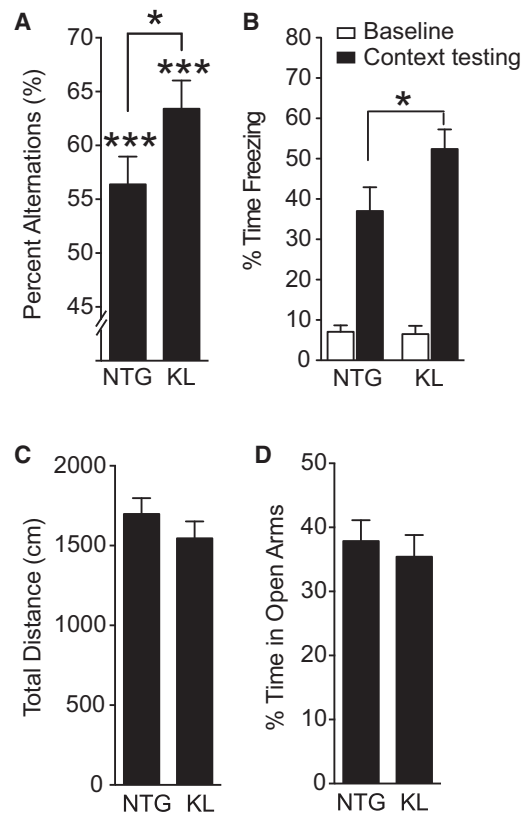 A
Percent Alternations (%)
70
65
60
55
50
45
*
***
***
NTG KL
B
Baseline
Context testing
% Time Freezing
80
70
60
50
40
30
20
10
0
*
NTG KL
C
Total Distance (cm)
2000
1500
1000
500
0
NTG KL
D
% Time in Open Arms
50
40
30
20
10
0
NTG KL